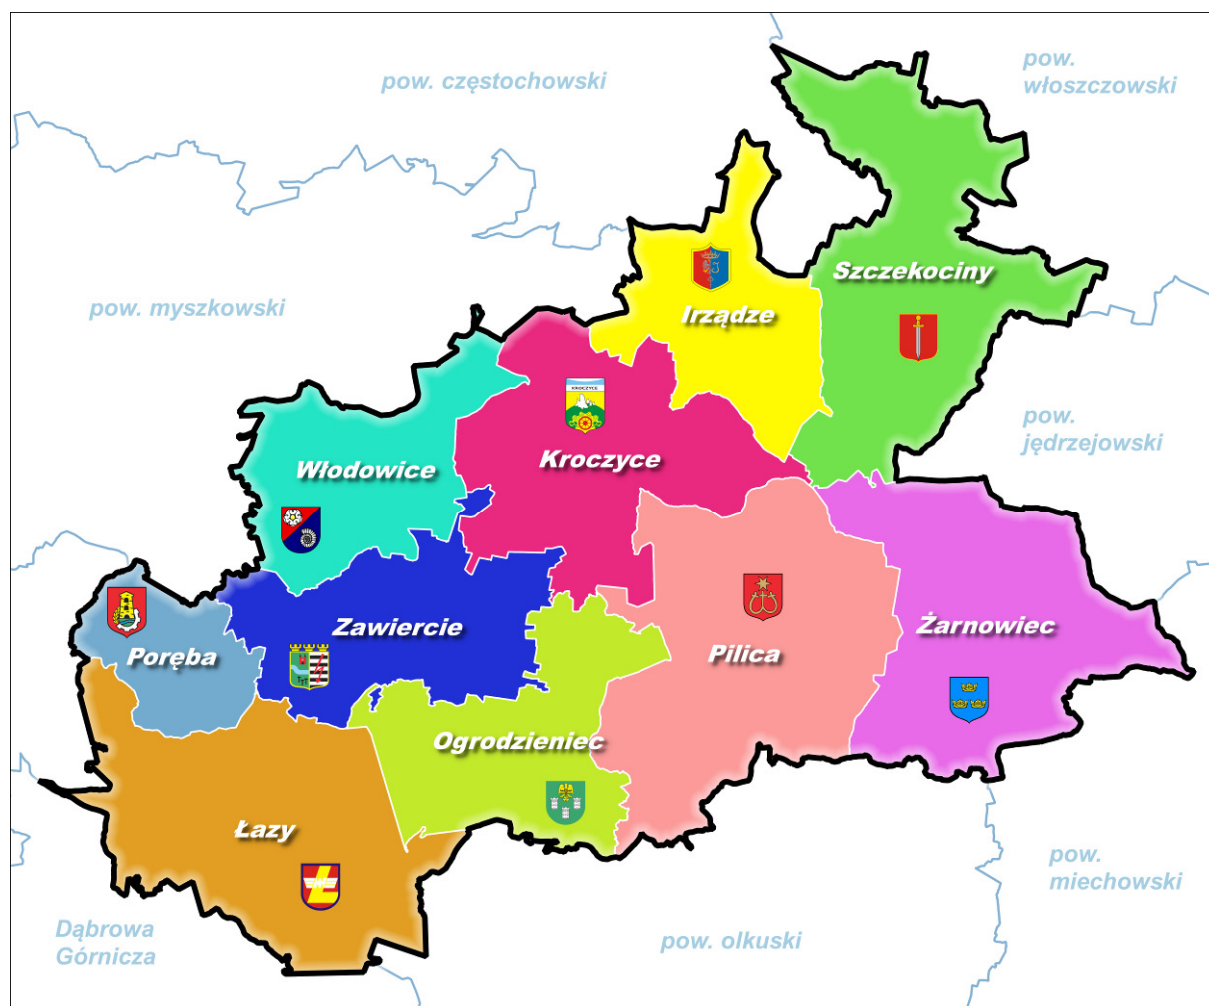 pow. częstochowski
pow.
włoszczowski
Szczekociny
pow. myszkowski
Irządze
KROCZYCE
pow.
jędrzejowski
Włodowice
Kroczyce
Zawiercie
Żarnowiec
Poręba
Pilica
Ogrodzieniec
Łazy
pow.
miechowski
Dąbrowa
Górnicza
pow. olkuski